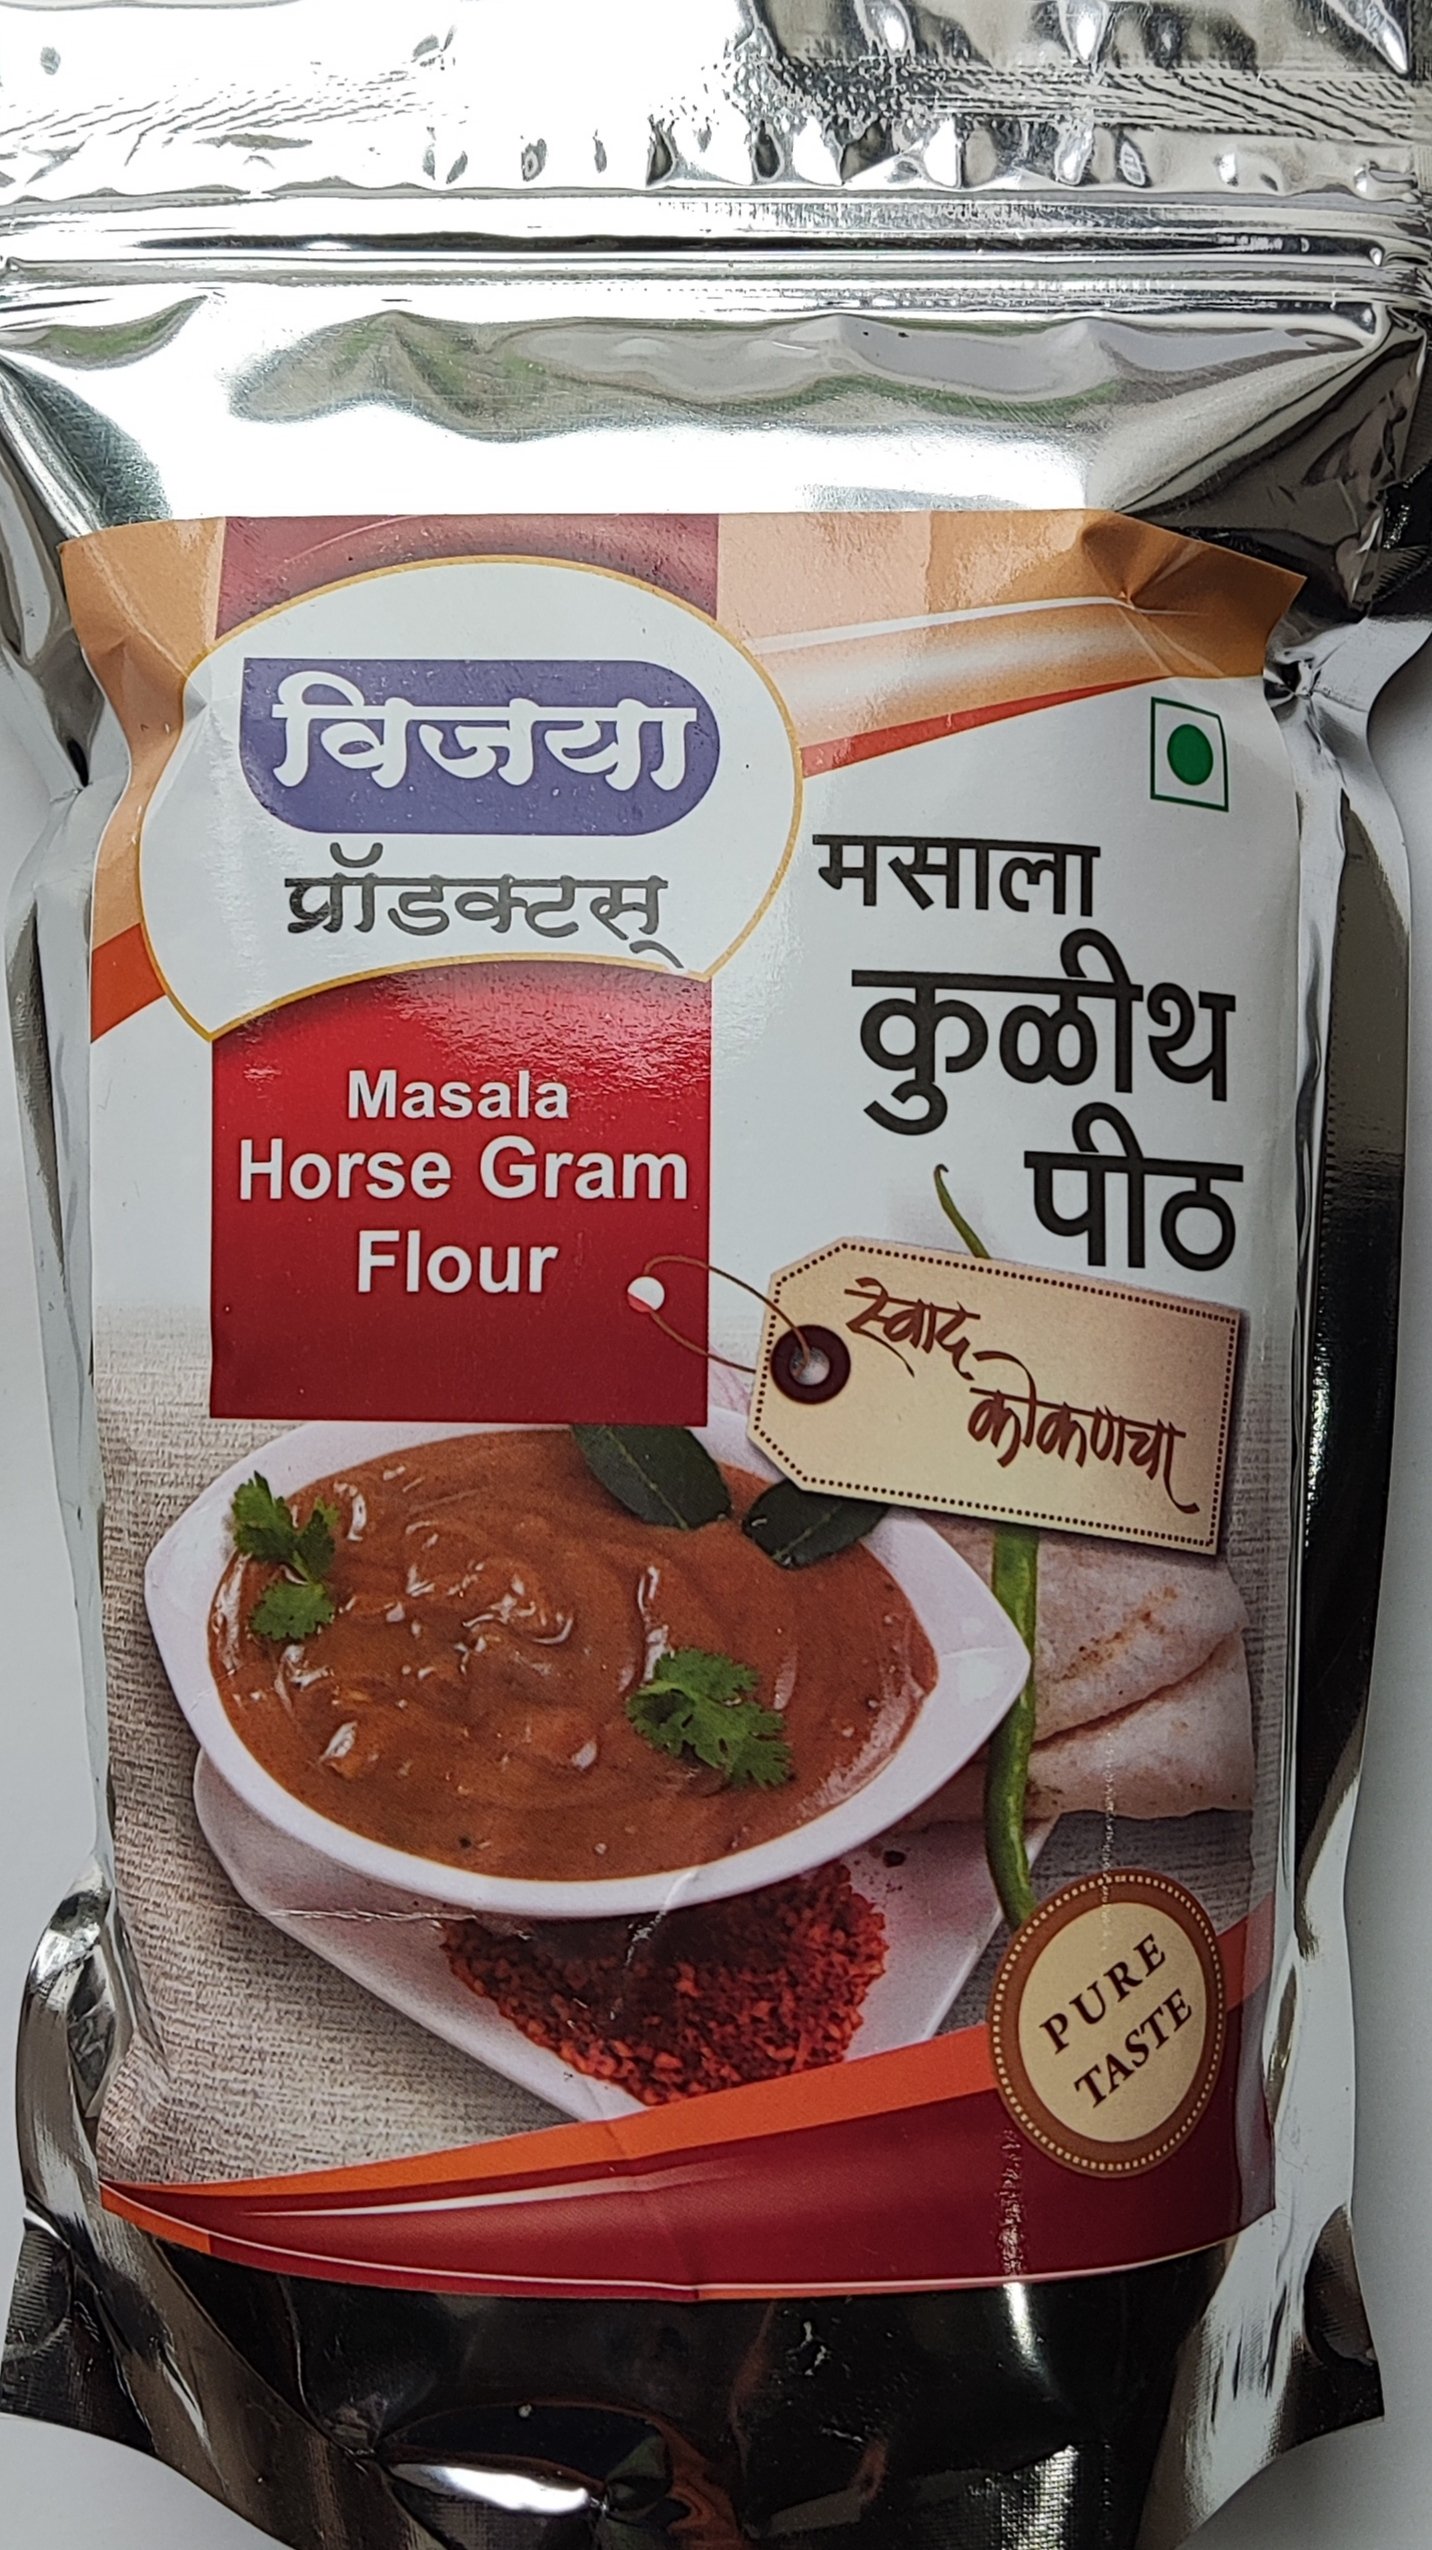 विजया
प्रॉडक्टस्
मसाला
कुळीथ
पीठ
Masala
Horse Gram
Flour
स्वाद
कोकणचा
PURE
TASTE